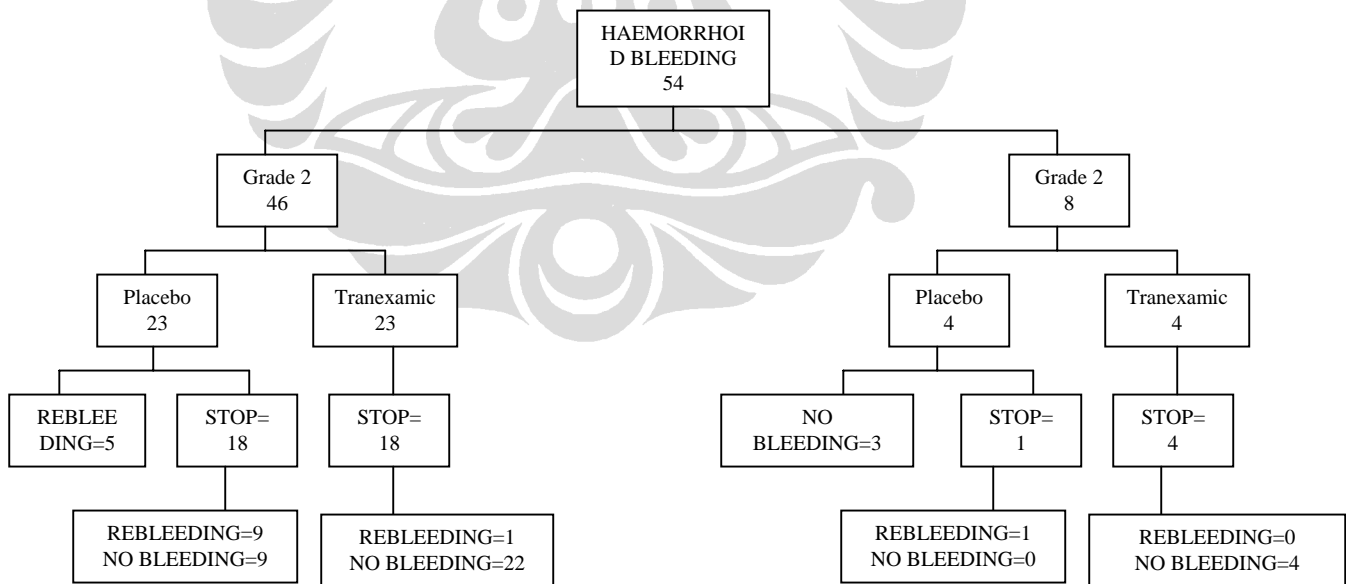 HAEMORRHOI
D BLEEDING
54
Grade 2
46
Grade 2
8
Placebo
23
Tranexamic
23
Placebo
4
Tranexamic
4
REBLEE
DING=5
STOP=
18
STOP=
18
NO
BLEEDING=3
STOP=
1
STOP=
4
REBLEEDING=9
NO BLEEDING=9
REBLEEDING=1
NO BLEEDING=22
REBLEEDING=1
NO BLEEDING=0
REBLEEDING=0
NO BLEEDING=4